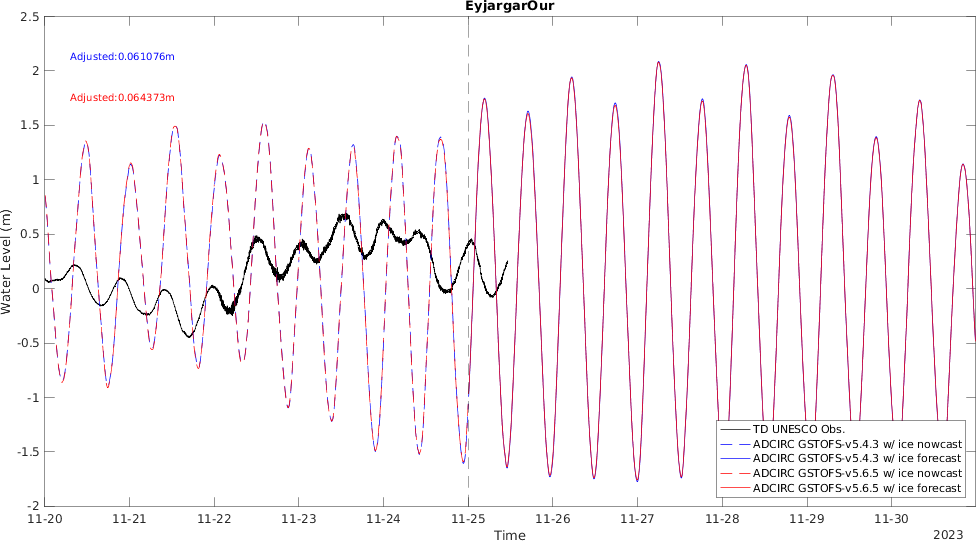 EyjargarOur
2.5
2
1.5
1
0.5
0
-0.5
-1
-1.5
-2
Water Level (m)
Adjusted:0.061076m
Adjusted:0.064373m
TD UNESCO Obs.
ADCIRC GSTOFS-v5.4.3 w/ ice nowcast
ADCIRC GSTOFS-v5.4.3 w/ ice forecast
ADCIRC GSTOFS-v5.6.5 w/ ice nowcast
ADCIRC GSTOFS-v5.6.5 w/ ice forecast
11-20 11-21 11-22 11-23 11-24 11-25 11-26 11-27 11-28 11-29 11-30
Time
2023